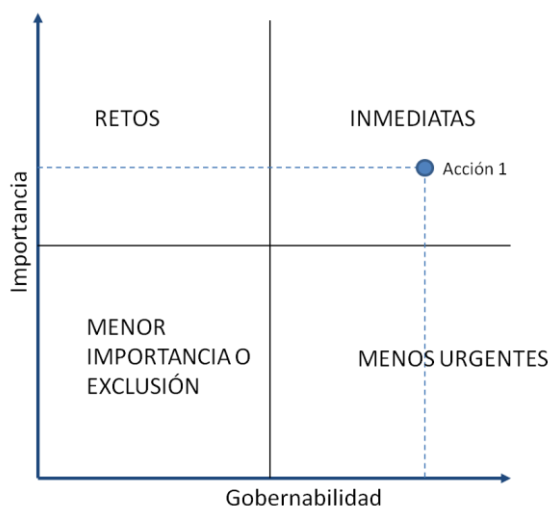 RETOS
INMEDIATAS
Acción 1
Importancia
MENOR
IMPORTANCIA O
EXCLUSIÓN
MENOS URGENTES
Gobernabilidad